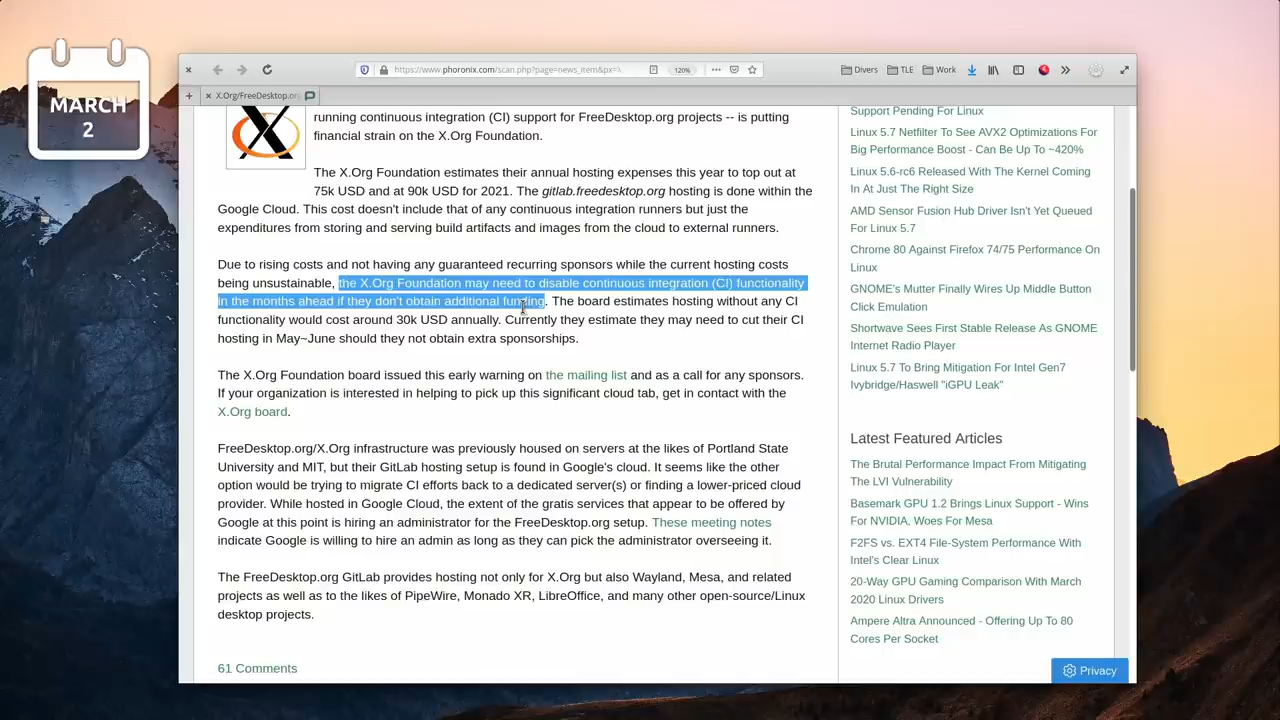 MARCH
2
https://www.phoronix.com/scan.php?page=news_item&px=X
120%
Divers
TLE
Work
X.Org/FreeDesktop.or
running continuous integration (CI) support for FreeDesktop.org projects -- is putting
financial strain on the X.Org Foundation.
The X.Org Foundation estimates their annual hosting expenses this year to top out at
75k USD and at 90k USD for 2021. The gitlab.freedesktop.org hosting is done within the
Google Cloud. This cost doesn't include that of any continuous integration runners but just the
expenditures from storing and serving build artifacts and images from the cloud to external runners.
Due to rising costs and not having any guaranteed recurring sponsors while the current hosting costs
being unsustainable, the X.Org Foundation may need to disable continuous integration (CI) functionality
in the months ahead if they don't obtain additional funding. The board estimates hosting without any CI
functionality would cost around 30k USD annually. Currently they estimate they may need to cut their CI
hosting in May~June should they not obtain extra sponsorships.
The X.Org Foundation board issued this early warning on the mailing list and as a call for any sponsors.
If your organization is interested in helping to pick up this significant cloud tab, get in contact with the
X.Org board.
FreeDesktop.org/X.Org infrastructure was previously housed on servers at the likes of Portland State
University and MIT, but their GitLab hosting setup is found in Google's cloud. It seems like the other
option would be trying to migrate CI efforts back to a dedicated server(s) or finding a lower-priced cloud
provider. While hosted in Google Cloud, the extent of the gratis services that appear to be offered by
Google at this point is hiring an administrator for the FreeDesktop.org setup. These meeting notes
indicate Google is willing to hire an admin as long as they can pick the administrator overseeing it.
The FreeDesktop.org GitLab provides hosting not only for X.Org but also Wayland, Mesa, and related
projects as well as to the likes of PipeWire, Monado XR, LibreOffice, and many other open-source/Linux
desktop projects.
61 Comments
Support Pending For Linux
Linux 5.7 Netfilter To See AVX2 Optimizations For
Big Performance Boost - Can Be Up To ~420%
Linux 5.6-rc6 Released With The Kernel Coming
In At Just The Right Size
AMD Sensor Fusion Hub Driver Isn't Yet Queued
For Linux 5.7
Chrome 80 Against Firefox 74/75 Performance On
Linux
GNOME's Mutter Finally Wires Up Middle Button
Click Emulation
Shortwave Sees First Stable Release As GNOME
Internet Radio Player
Linux 5.7 To Bring Mitigation For Intel Gen7
Ivybridge/Haswell "iGPU Leak"
Latest Featured Articles
The Brutal Performance Impact From Mitigating
The LVI Vulnerability
Basemark GPU 1.2 Brings Linux Support - Wins
For NVIDIA, Woes For Mesa
F2FS vs. EXT4 File-System Performance With
Intel's Clear Linux
20-Way GPU Gaming Comparison With March
2020 Linux Drivers
Ampere Altra Announced - Offering Up To 80
Cores Per Socket
Privacy